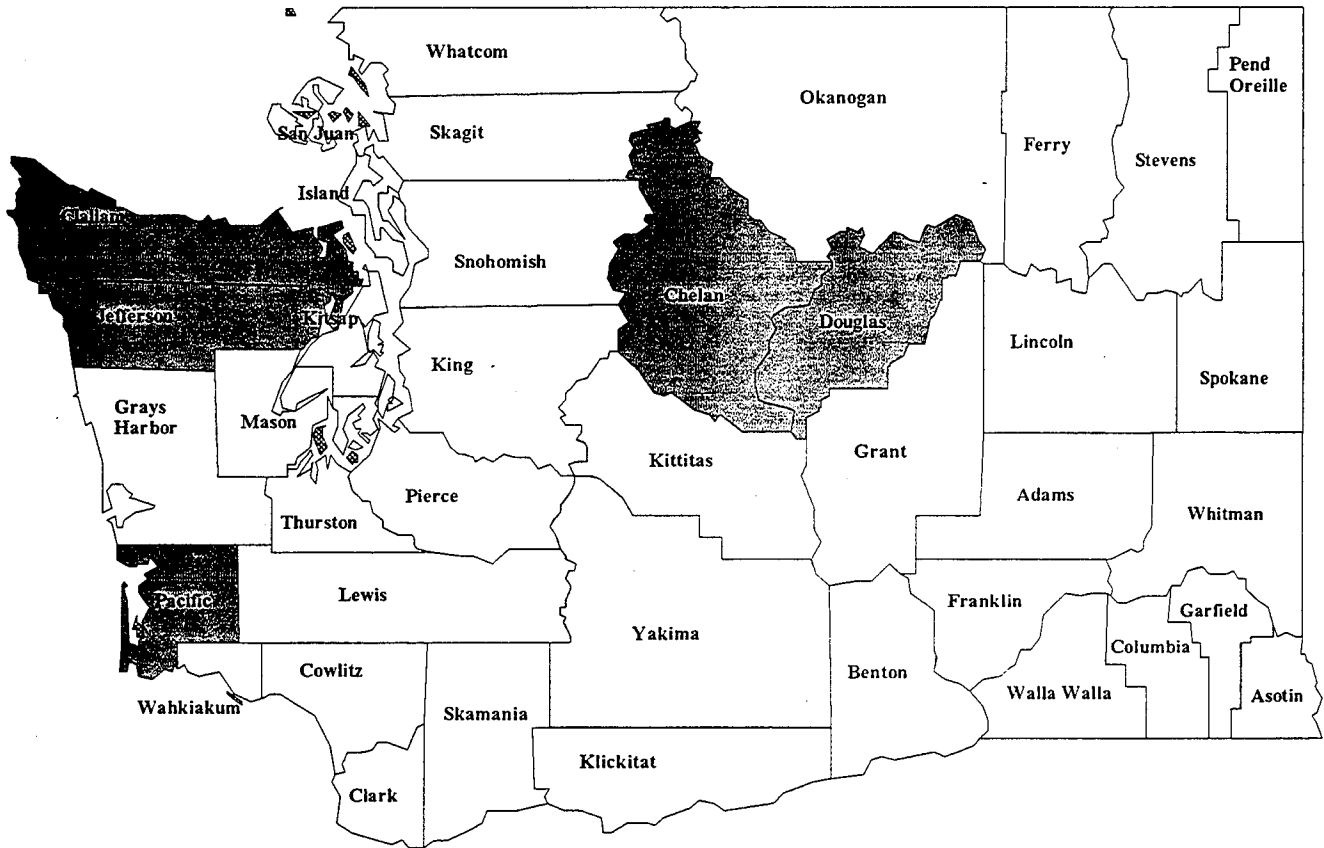 Whatcom
Okanogan
Pend
Oreille
San Juan
Skagit
Ferry
Stevens
Island
Clallam
Snohomish
Chelan
Jefferson
Kitsap
Douglas
King
Lincoln
Spokane
Grays
Harbor
Mason
Kittitas
Grant
Pierce
Adams
Thurston
Whitman
Pacific
Lewis
Franklin
Garfield
Yakima
Columbia
Cowlitz
Benton
Walla Walla
Asotin
Wahkiakum
Skamania
Klickitat
Clark